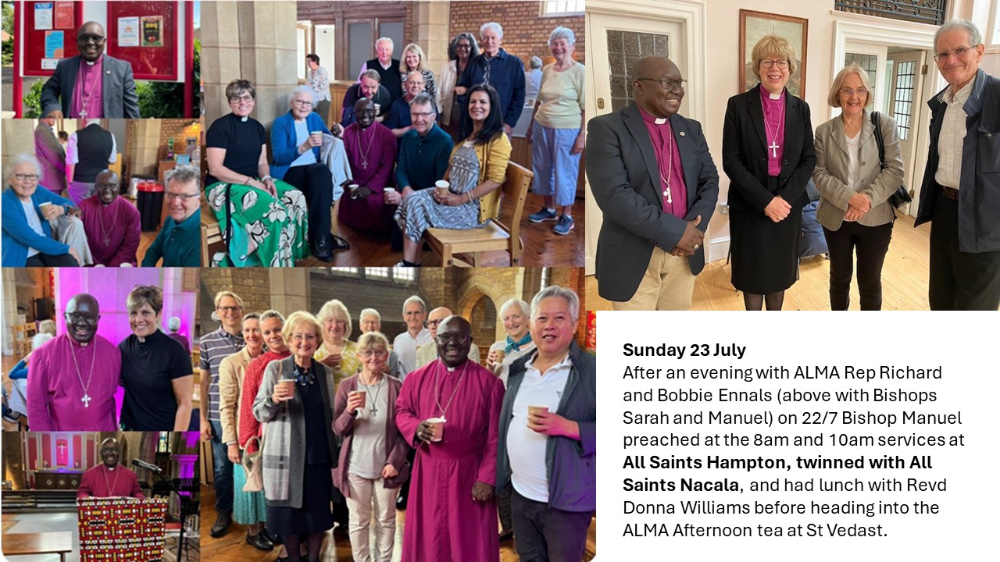 BBQ
Sunday 23 July
After an evening with ALMA Rep Richard
and Bobbie Ennals (above with Bishops
Sarah and Manuel) on 22/7 Bishop Manuel
preached at the 8am and 10am services at
All Saints Hampton, twinned with All
Saints Nacala, and had lunch with Revd
Donna Williams before heading into the
ALMA Afternoon tea at St Vedast.